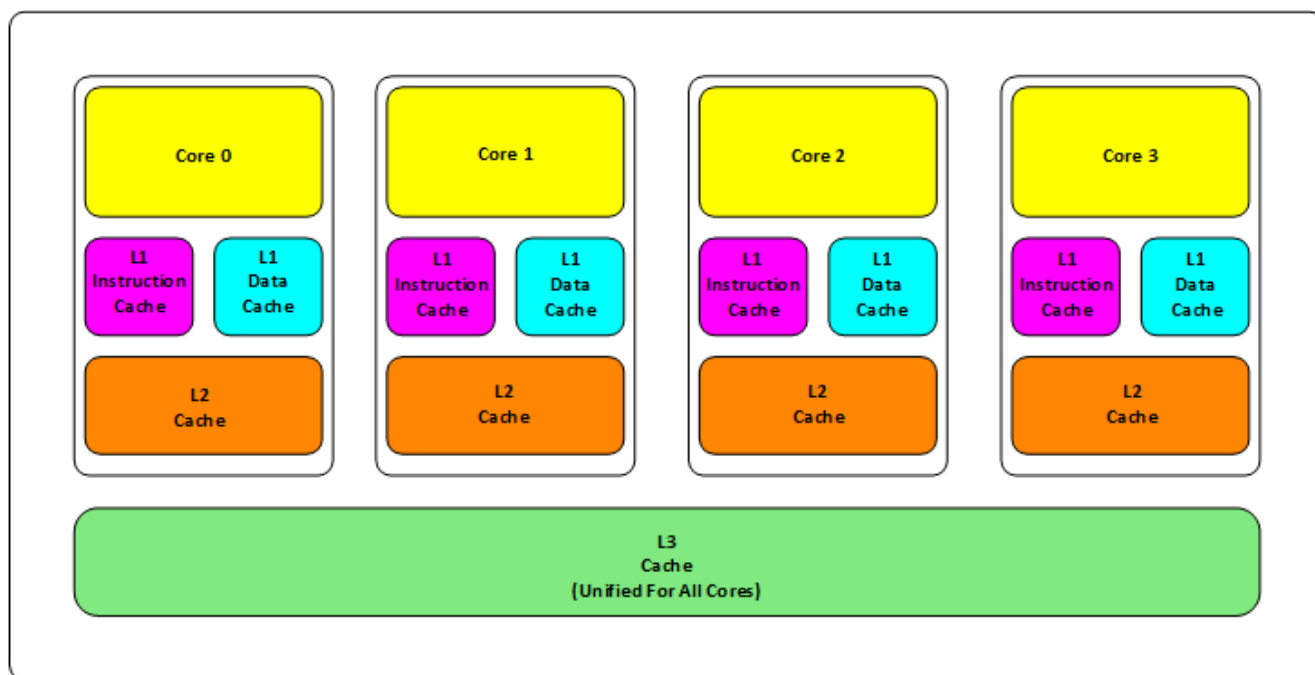 Core 0
L1
Instruction
Cache
L1
Data
Cache
L2
Cache
Core 1
L1
Instruction
Cache
L1
Data
Cache
L2
Cache
Core 2
L1
Instruction
Cache
L1
Data
Cache
L2
Cache
Core 3
L1
Instruction
Cache
L1
Data
Cache
L2
Cache
L3
Cache
(Unified For All Cores)